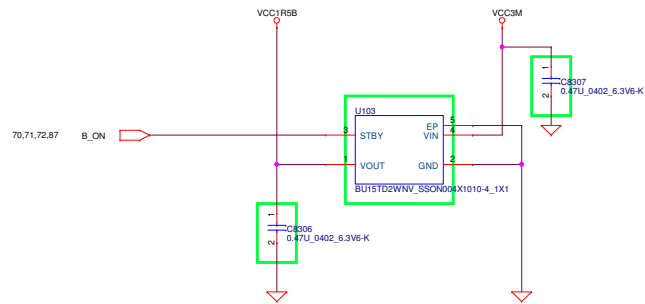 VCC1R5B
VCC3M
1
C8307
2
0.47U_0402_6.3V6-K
U103
5
EP
70,71,72,87
B_ON
3
STBY
VIN
4
1
VOUT
GND
2
BU15TD2WNV_SSON004X1010-4_1X1
1
C8306
2
0.47U_0402_6.3V6-K